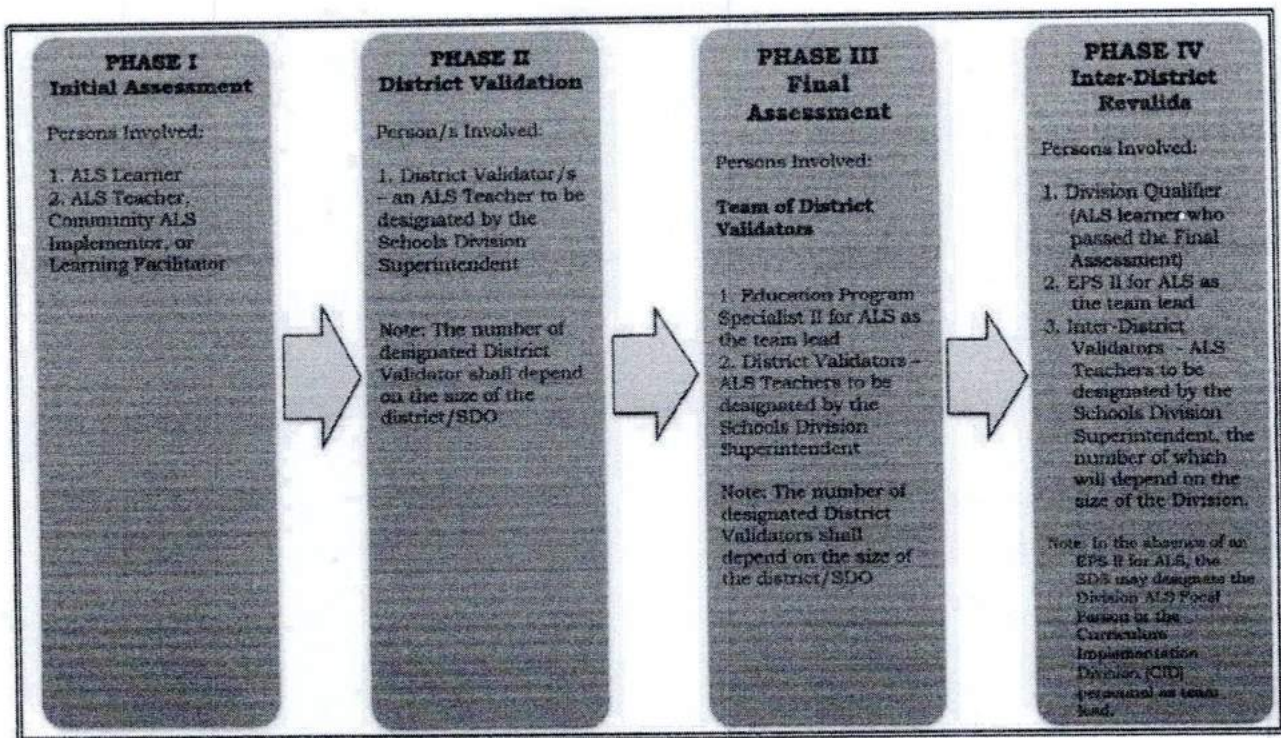 PHASE I
Initial Assessment
Persons Involved:
1. ALS Learner
2. ALS Teacher,
Community ALS
Implementor, or
Learning Facilitator
PHASE II
District Validation
Person/s Involved:
1. District Validator/s
– an ALS Teacher to be
designated by the
Schools Division
Superintendent
Note: The number of
designated District
Validator shall depend
on the size of the
district/SDO
PHASE III
Final
Assessment
Persons Involved:
Team of District
Validators
1. Education Program
Specialist II for ALS as
the team lead
2. District Validators –
ALS Teachers to be
designated by the
Schools Division
Superintendent
Note: The number of
designated District
Validators shall
depend on the size of
the district/SDO
PHASE IV
Inter-District
Revalida
Persons Involved:
1. Division Qualifier
(ALS learner who
passed the Final
Assessment)
2. EPS II for ALS as
the team lead
3. Inter-District
Validators – ALS
Teachers to be
designated by the
Schools Division
Superintendent, the
number of which
will depend on the
size of the Division.
Note: In the absence of an
EPS II for ALS, the
SDS may designate the
Division ALS Focal
Person or the
Curriculum
Implementation
Division (CID)
personnel as team
lead.